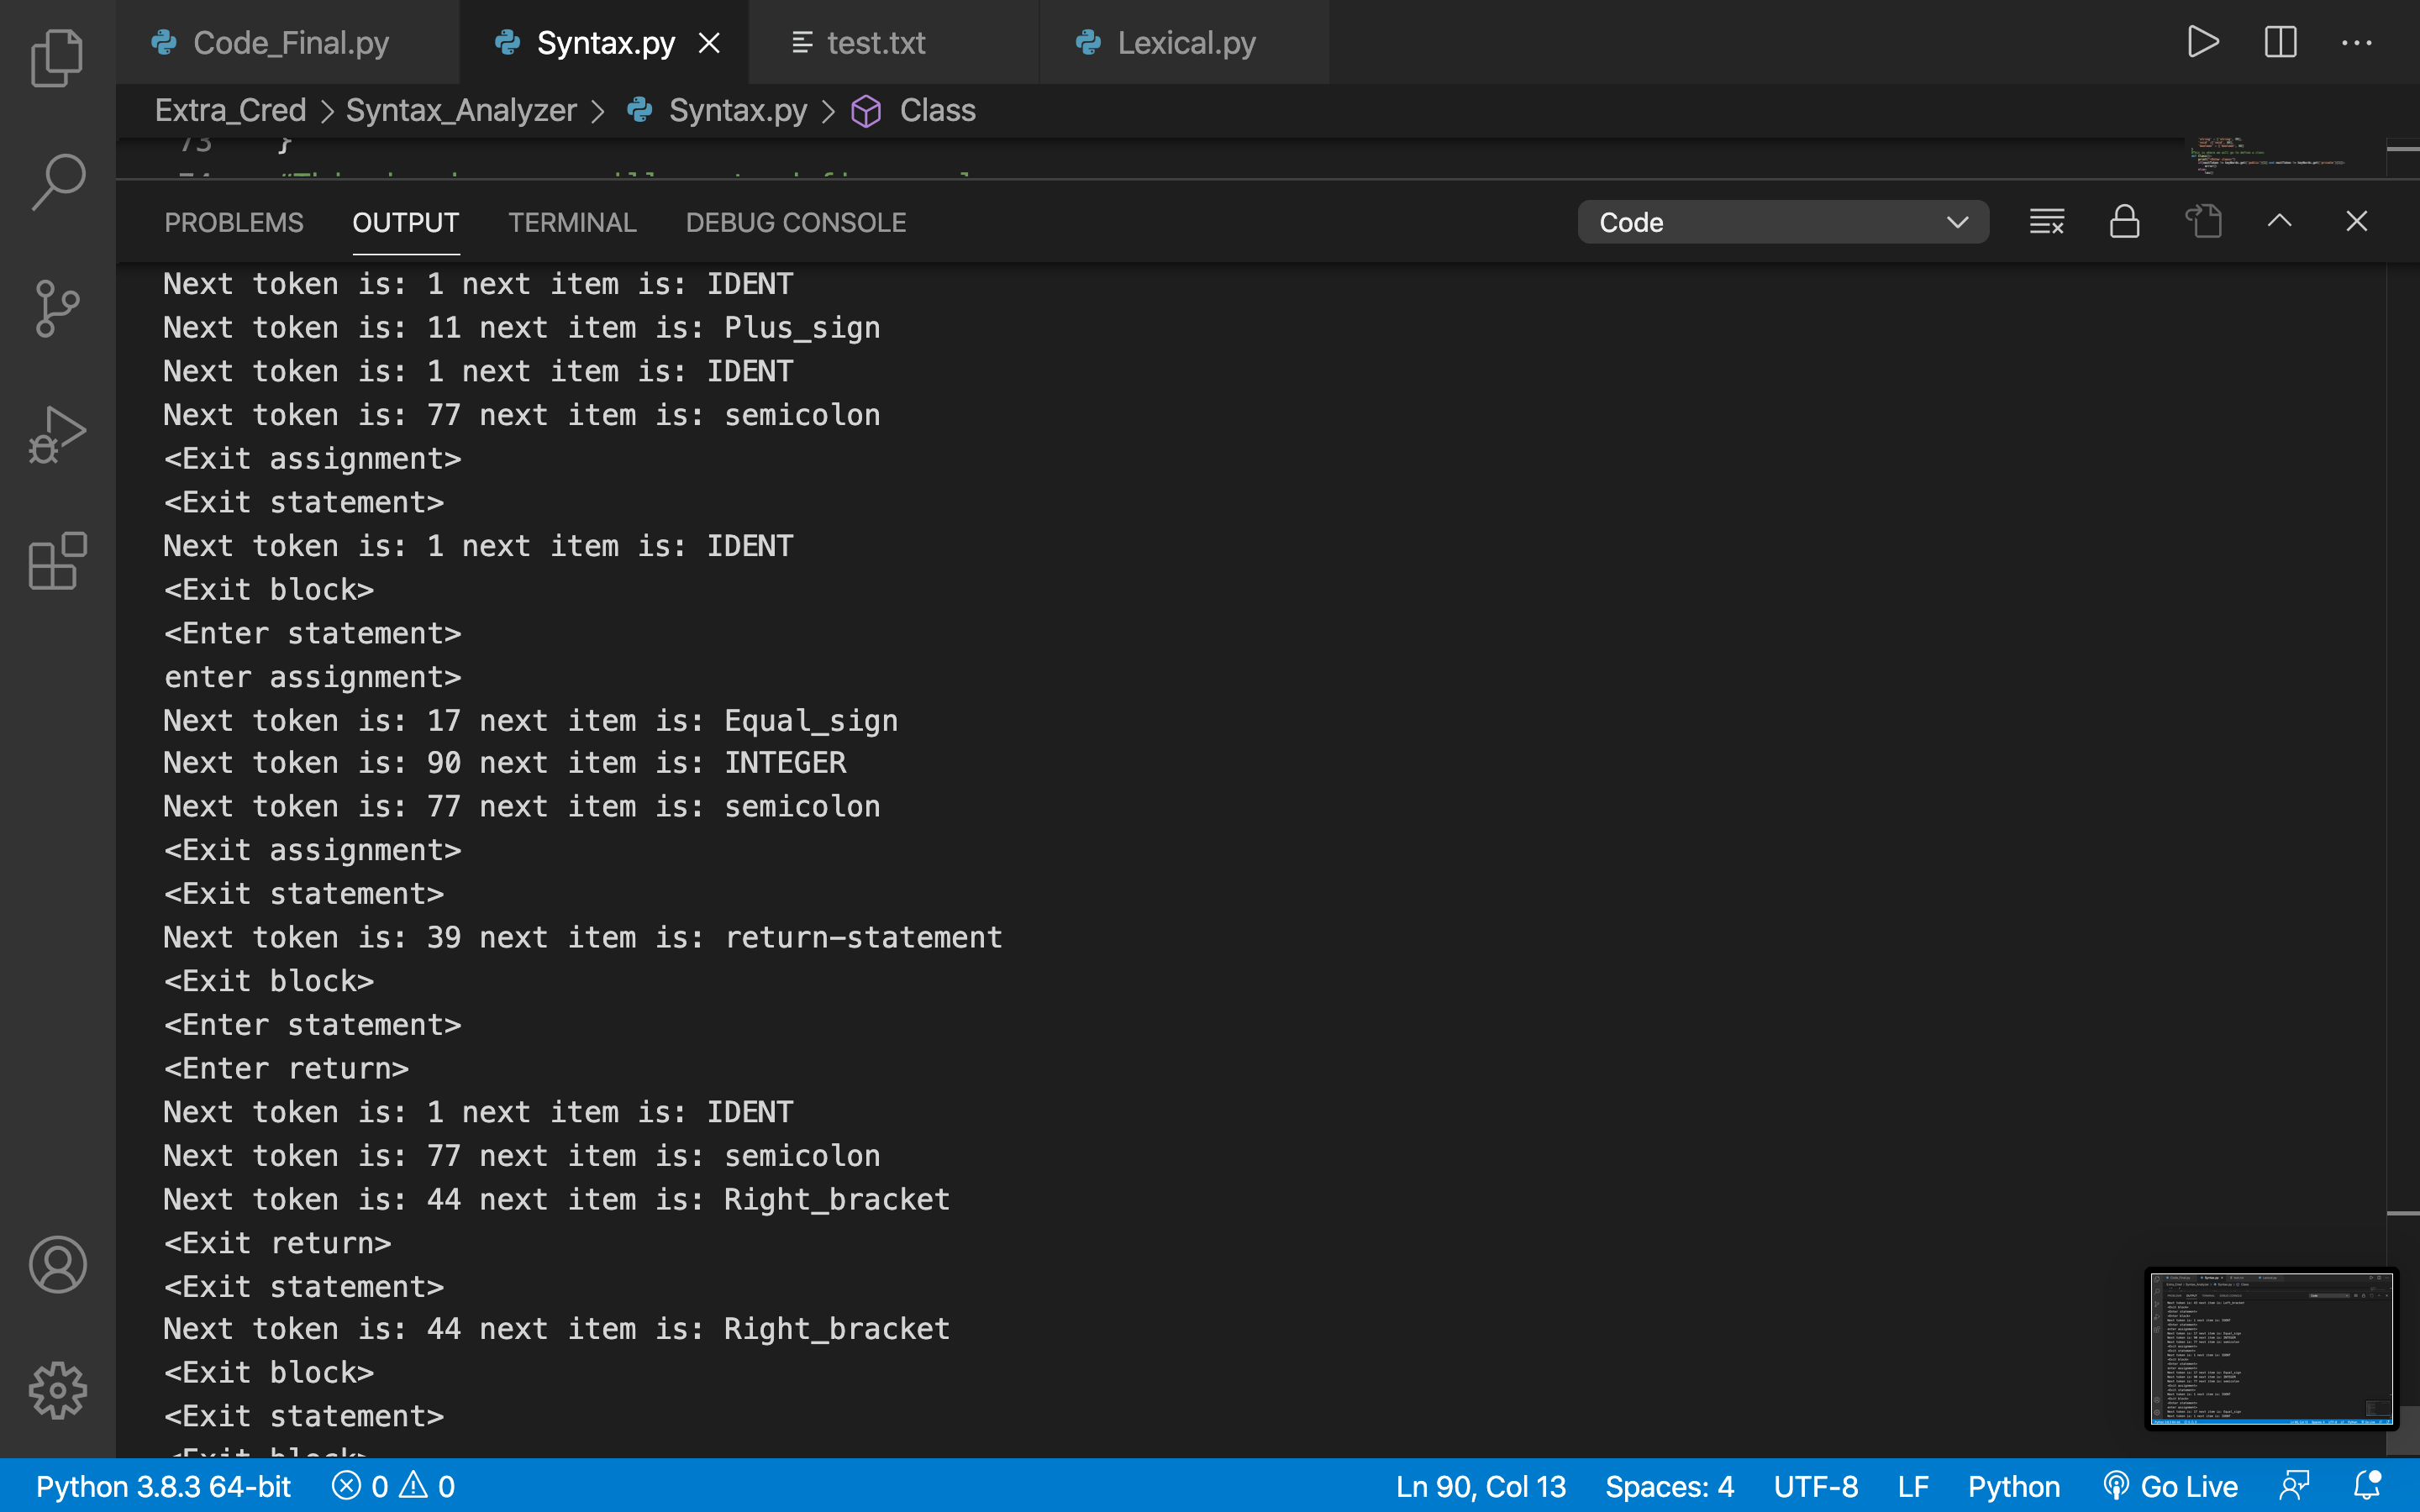 Code_Final.py
Syntax.py
test.txt
Lexical.py
Extra_Cred > Syntax_Analyzer > Syntax.py > Class
73 }
PROBLEMS OUTPUT TERMINAL DEBUG CONSOLE Code
Next token is: 1 next item is: IDENT
Next token is: 11 next item is: Plus_sign
Next token is: 1 next item is: IDENT
Next token is: 77 next item is: semicolon
<Exit assignment>
<Exit statement>
Next token is: 1 next item is: IDENT
<Exit block>
<Enter statement>
enter assignment>
Next token is: 17 next item is: Equal_sign
Next token is: 90 next item is: INTEGER
Next token is: 77 next item is: semicolon
<Exit assignment>
<Exit statement>
Next token is: 39 next item is: return-statement
<Exit block>
<Enter statement>
<Enter return>
Next token is: 1 next item is: IDENT
Next token is: 77 next item is: semicolon
Next token is: 44 next item is: Right_bracket
<Exit return>
<Exit statement>
Next token is: 44 next item is: Right_bracket
<Exit block>
<Exit statement>
<Exit block>
Python 3.8.3 64-bit 0 0 Ln 90, Col 13 Spaces: 4 UTF-8 LF Python Go Live